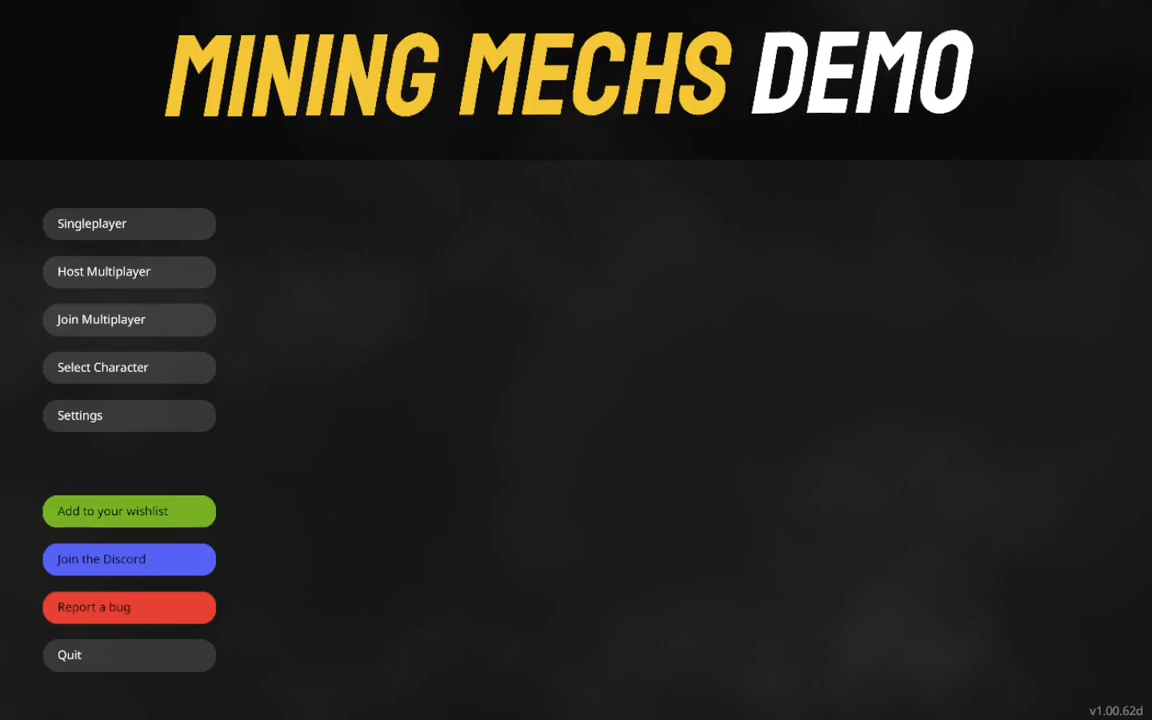 MINING MECHS DEMO
Singleplayer
Host Multiplayer
Join Multiplayer
Select Character
Settings
Add to your wishlist
Join the Discord
Report a bug
Quit
v1.00.62d